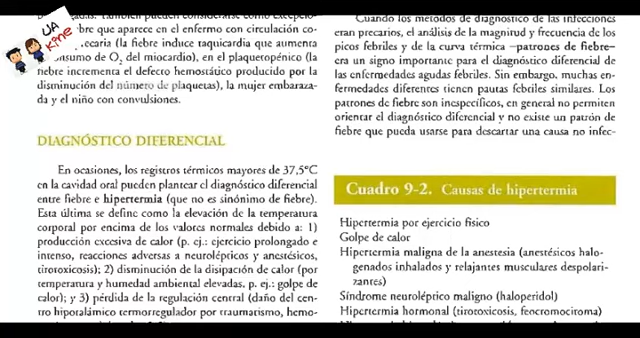 UA
Kine
también pueden considerarse como excepcio-
bre que aparece en el enfermo con circulación co-
ecaria (la fiebre induce taquicardia que aumenta
nsumo de O2 del miocardio), en el plaquetopénico (la
fiebre incrementa el defecto hemostático producido por la
disminución del número de plaquetas), la mujer embaraza-
da y el niño con convulsiones.
DIAGNÓSTICO DIFERENCIAL
En ocasiones, los registros térmicos mayores de 37,5°C
en la cavidad oral pueden plantear el diagnóstico diferencial
entre fiebre e hipertermia (que no es sinónimo de fiebre).
Esta última se define como la elevación de la temperatura
corporal por encima de los valores normales debido a: 1)
producción excesiva de calor (p. ej.: ejercicio prolongado e
intenso, reacciones adversas a neurolépticos y anestésicos,
tirotoxicosis); 2) disminución de la disipación de calor (por
temperatura y humedad ambiental elevadas, p. ej.: golpe de
calor); y 3) pérdida de la regulación central (daño del cen-
tro hipotalámico termorregulador por traumatismo, hemo-
Cuando los métodos de diagnóstico de las infecciones
eran precarios, el análisis de la magnitud y frecuencia de los
picos febriles y de la curva térmica –patrones de fiebre–
era un signo importante para el diagnóstico diferencial de
las enfermedades agudas febriles. Sin embargo, muchas en-
fermedades diferentes tienen pautas febriles similares. Los
patrones de fiebre son inespecíficos, en general no permiten
orientar el diagnóstico diferencial y no existe un patrón de
fiebre que pueda usarse para descartar una causa no infec-
Cuadro 9-2. Causas de hipertermia
Hipertermia por ejercicio físico
Golpe de calor
Hipertermia maligna de la anestesia (anestésicos halo-
genados inhalados y relajantes musculares despolari-
zantes)
Síndrome neuroléptico maligno (haloperidol)
Hipertermia hormonal (tirotoxicosis, feocromocitoma)